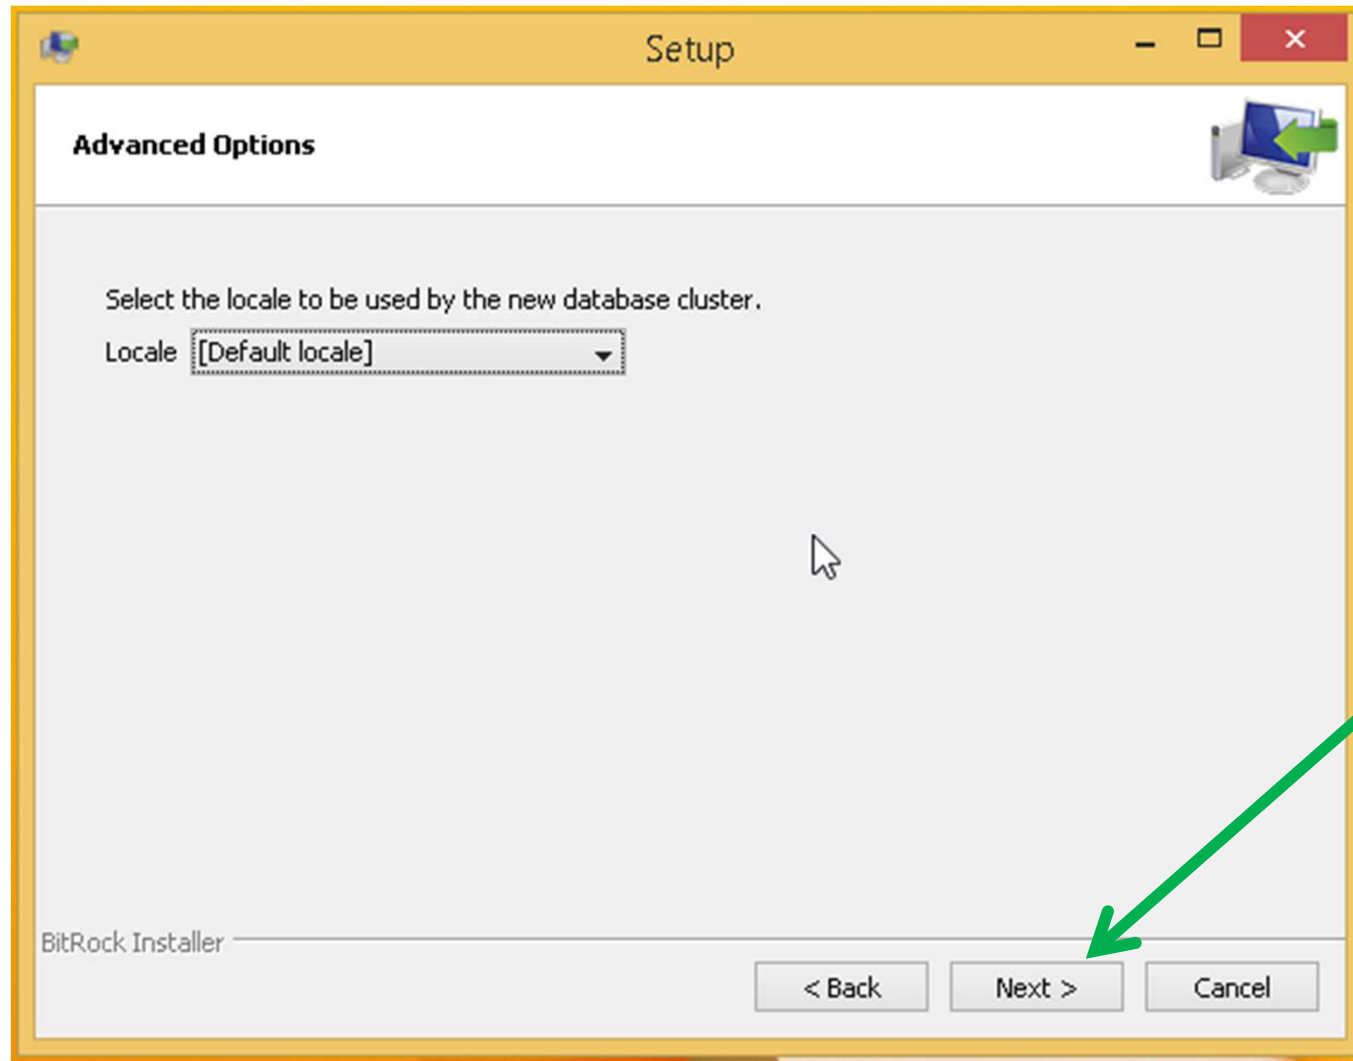 Setup
Advanced Options
Select the locale to be used by the new database cluster.
Locale [Default locale]
BitRock Installer
< Back Next > Cancel